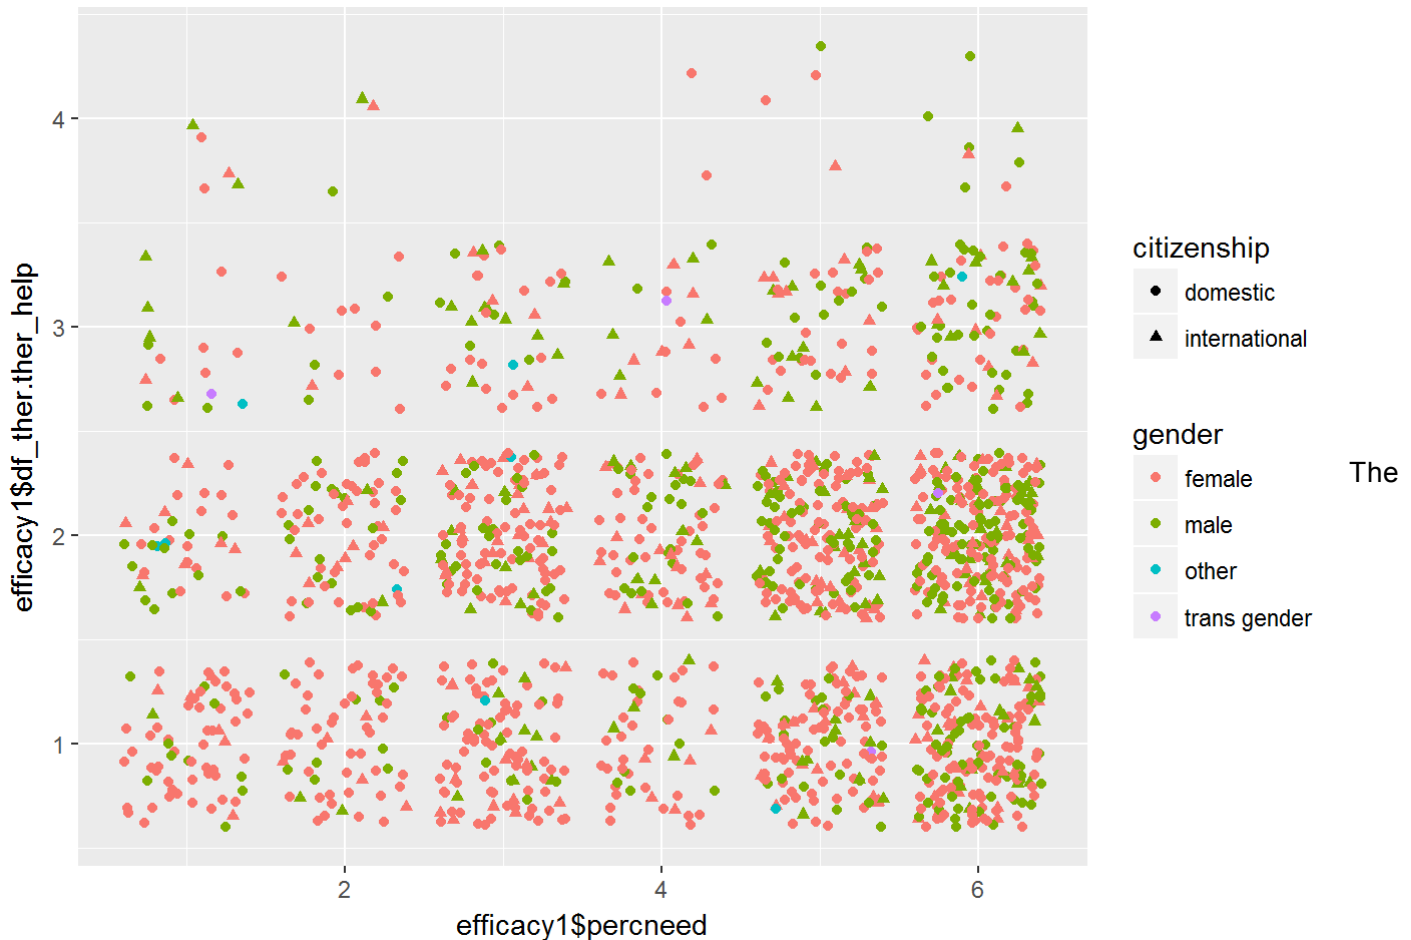 efficacy1$df_ther.ther_help
4
3
2
1
2
4
6
efficacy1$percneed
citizenship
domestic
international
gender
female
male
other
trans gender
The